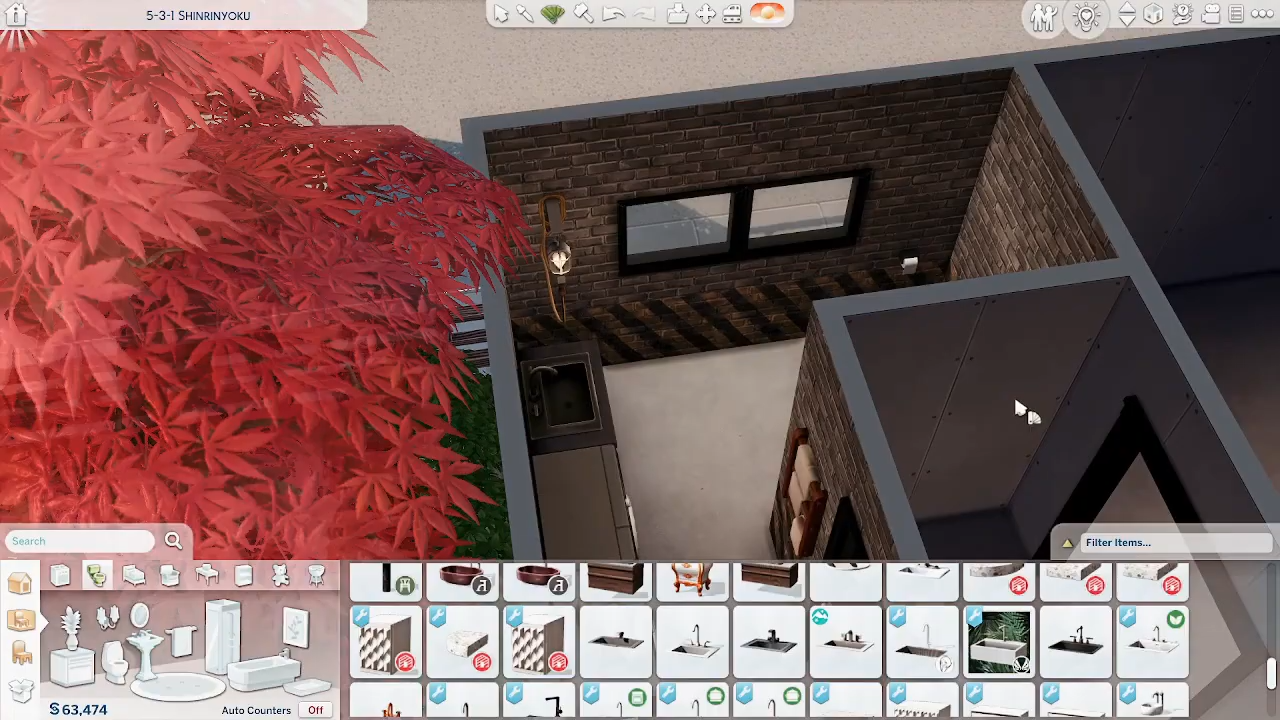 5-3-1 SHINRINYOKU
Search
Filter Items...
§63,474
Auto Counters Off